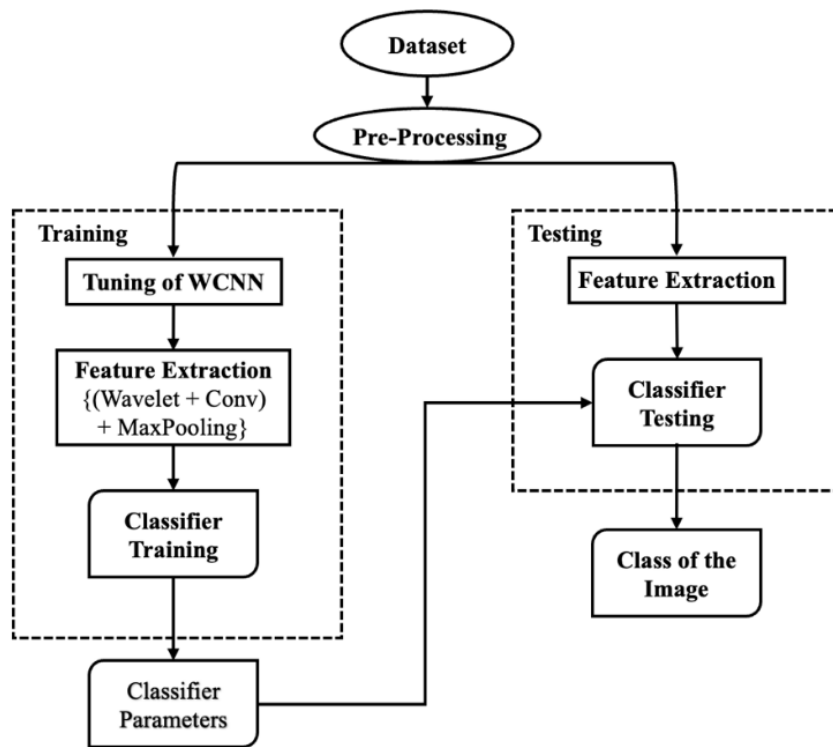 Dataset
Pre-Processing
Training
Tuning of WCNN
Feature Extraction
{(Wavelet + Conv)
+ MaxPooling}
Classifier
Training
Classifier
Parameters
Testing
Feature Extraction
Classifier
Testing
Class of the
Image